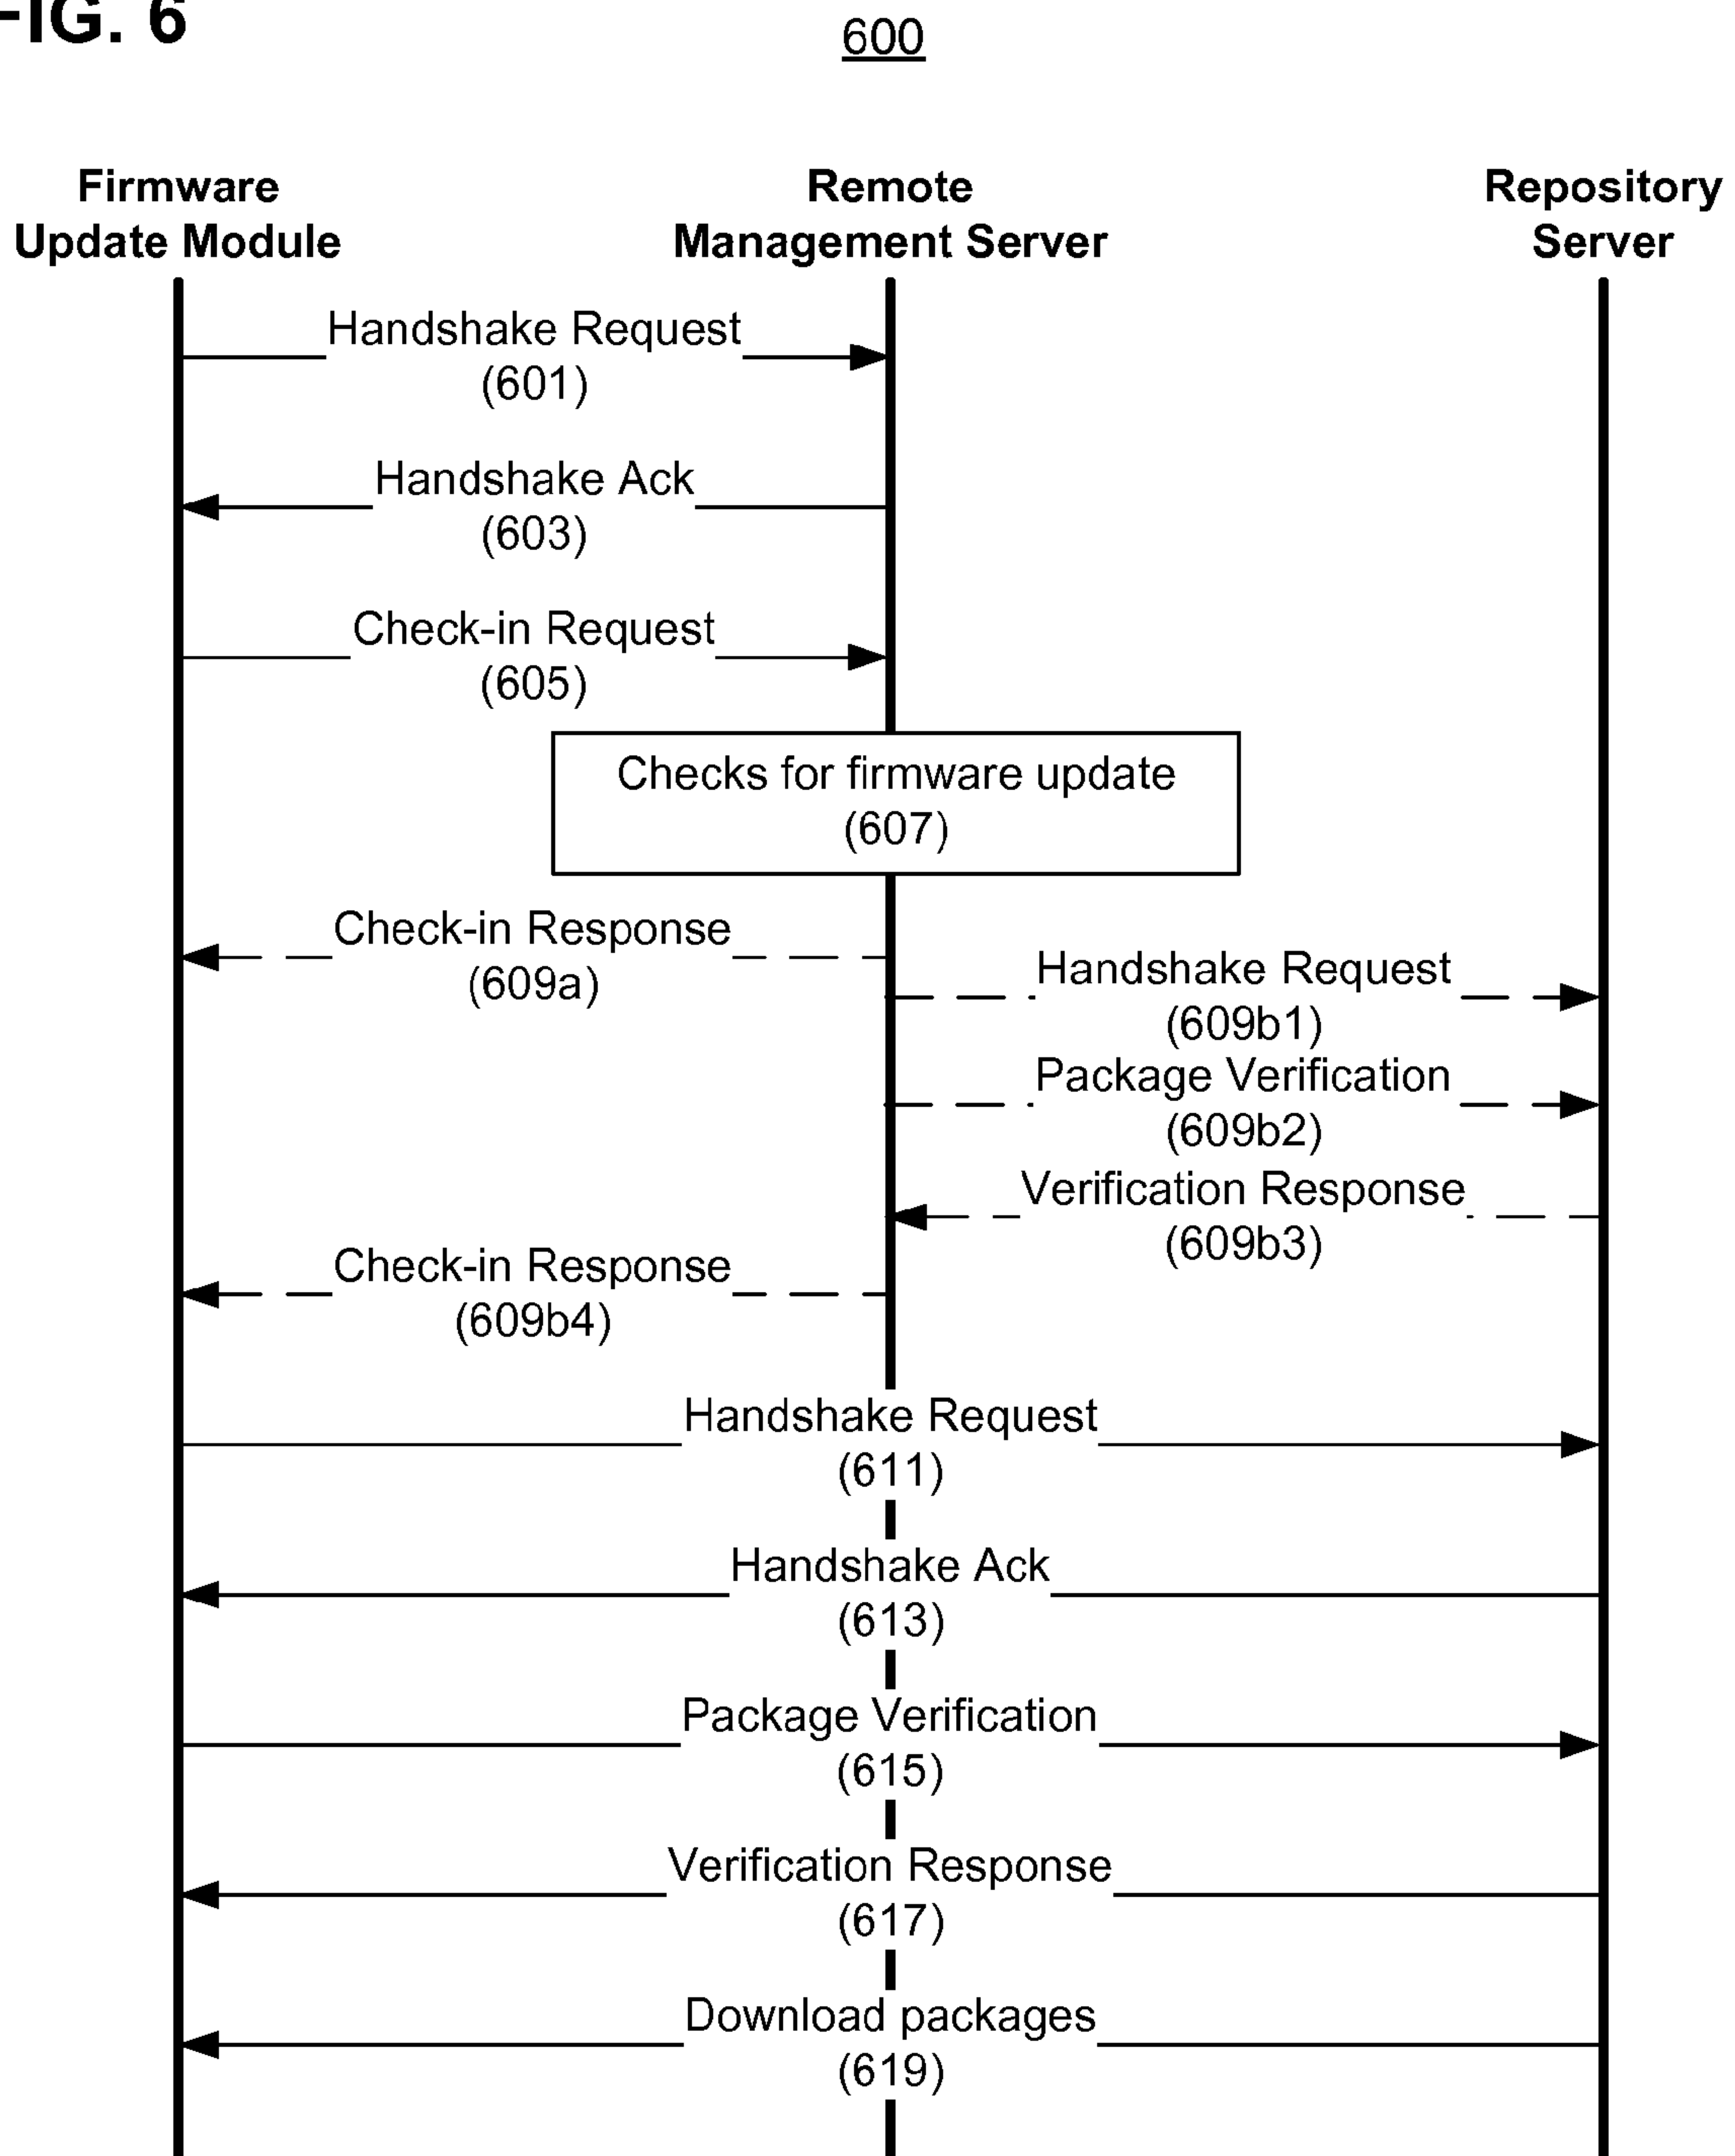 FIG. 6
600
Firmware
Update Module
Remote
Management Server
Repository
Server
Handshake Request
(601)
Handshake Ack
(603)
Check-in Request
(605)
Checks for firmware update
(607)
Check-in Response
(609a)
Handshake Request
(609b1)
Package Verification
(609b2)
Verification Response
(609b3)
Check-in Response
(609b4)
Handshake Request
(611)
Handshake Ack
(613)
Package Verification
(615)
Verification Response
(617)
Download packages
(619)